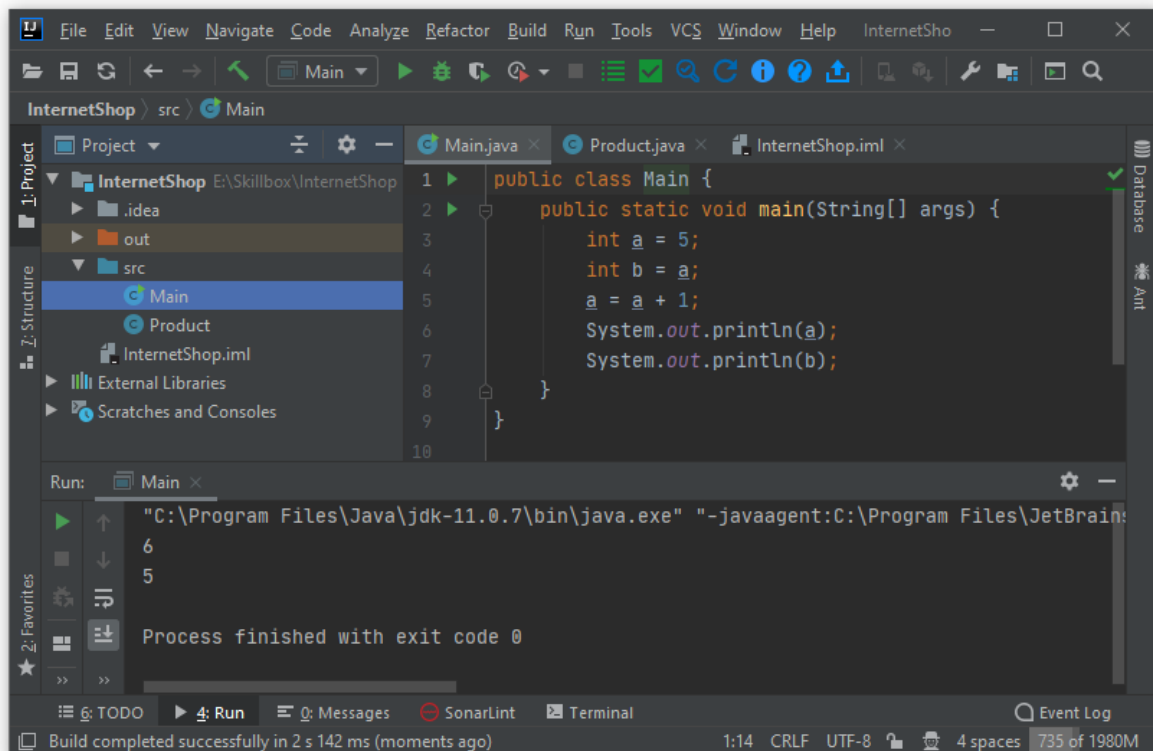 File Edit View Navigate Code Analyze Refactor Build Run Tools VCS Window Help InternetSho
Main
InternetShop src Main
1: Project
7: Structure
2: Favorites
Project
InternetShop E:\Skillbox\InternetShop
.idea
out
src
Main
Product
InternetShop.iml
External Libraries
Scratches and Consoles
Main.java Product.java InternetShop.iml
1 public class Main {
2 public static void main(String[] args) {
3 int a = 5;
4 int b = a;
5 a = a + 1;
6 System.out.println(a);
7 System.out.println(b);
8 }
9 }
10
Database
Ant
Run: Main
"C:\Program Files\Java\jdk-11.0.7\bin\java.exe" "-javaagent:C:\Program Files\JetBrains
6
5
Process finished with exit code 0
6: TODO 4: Run 0: Messages SonarLint Terminal Event Log
Build completed successfully in 2 s 142 ms (moments ago) 1:14 CRLF UTF-8 4 spaces 735 of 1980M